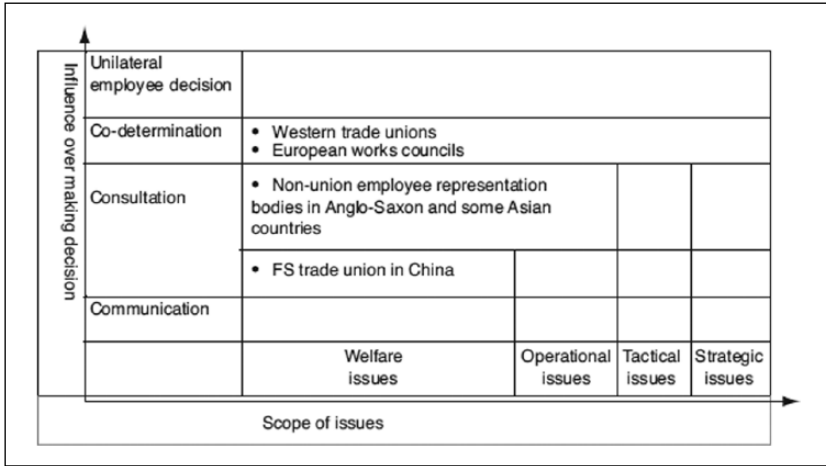 Influence over making decision
Unilateral
employee decision
Co-determination
• Western trade unions
• European works councils
Consultation
• Non-union employee representation
bodies in Anglo-Saxon and some Asian
countries
• FS trade union in China
Communication
Welfare
issues
Operational
issues
Tactical
issues
Strategic
issues
Scope of issues